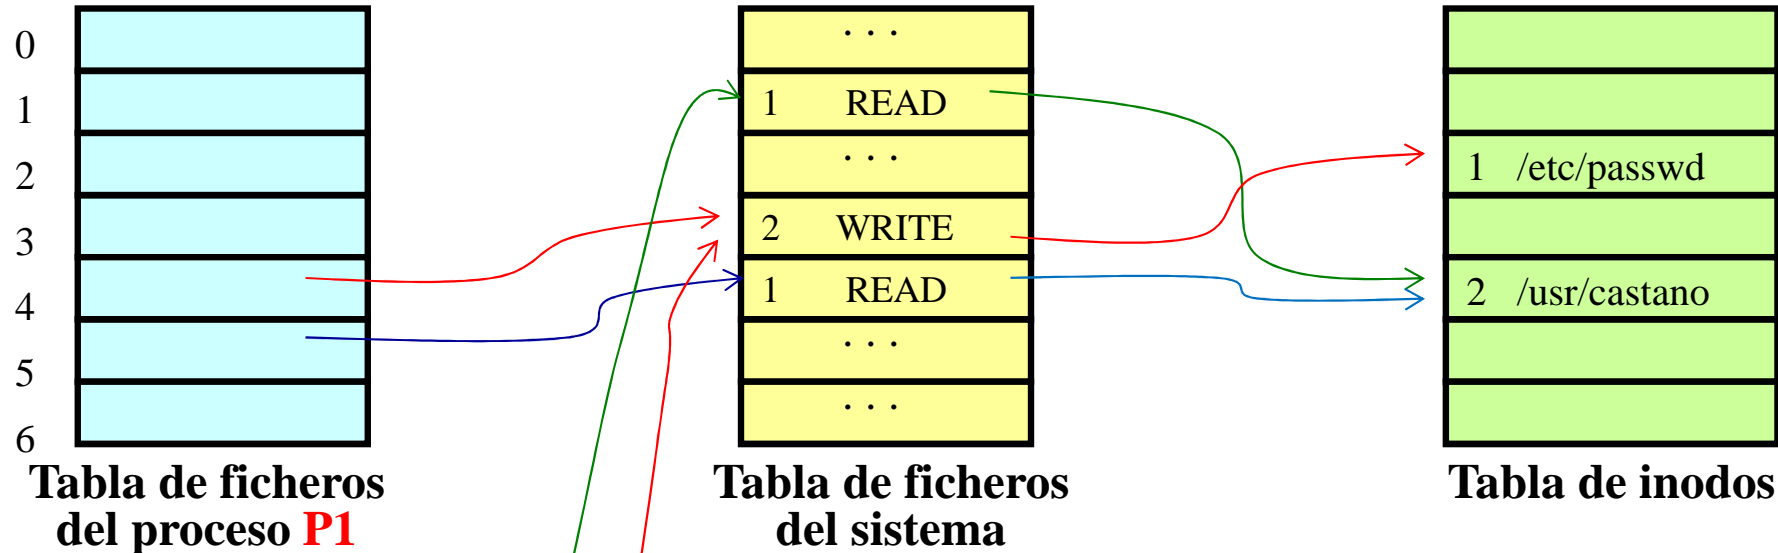 0
1
2
3
4
5
6
. . .
1 READ
. . .
2 WRITE
1 READ
. . .
. . .
1 /etc/passwd
2 /usr/castano
Tabla de ficheros
del proceso P1
Tabla de ficheros
del sistema
Tabla de inodos